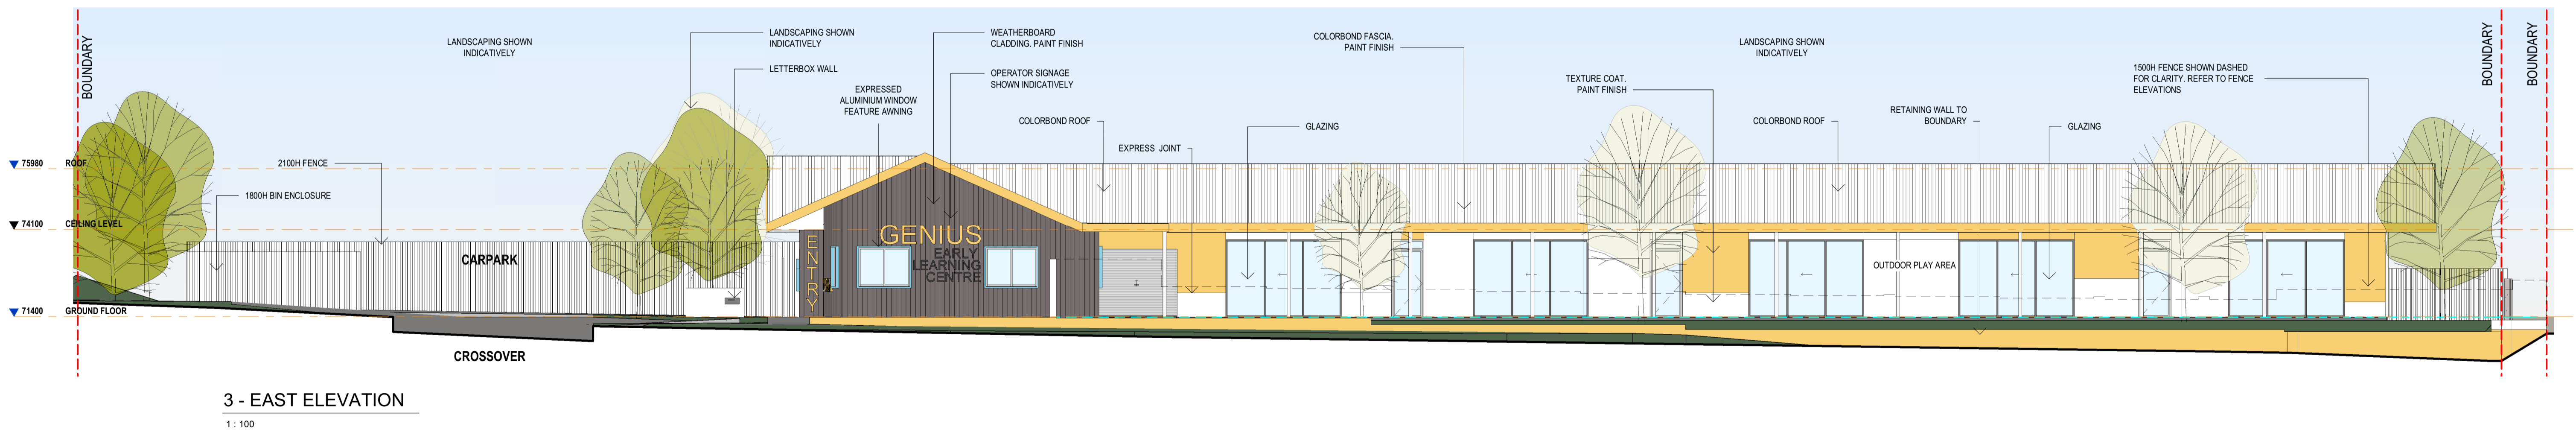 BOUNDARY
LANDSCAPING SHOWN
INDICATIVELY
LANDSCAPING SHOWN
INDICATIVELY
LETTERBOX WALL
EXPRESSED
ALUMINIUM WINDOW
FEATURE AWNING
WEATHERBOARD
CLADDING. PAINT FINISH
OPERATOR SIGNAGE
SHOWN INDICATIVELY
COLORBOND ROOF
EXPRESS JOINT
GLAZING
COLORBOND FASCIA.
PAINT FINISH
TEXTURE COAT.
PAINT FINISH
LANDSCAPING SHOWN
INDICATIVELY
COLORBOND ROOF
RETAINING WALL TO
BOUNDARY
GLAZING
1500H FENCE SHOWN DASHED
FOR CLARITY. REFER TO FENCE
ELEVATIONS
BOUNDARY
BOUNDARY
75980 ROOF
2100H FENCE
1800H BIN ENCLOSURE
74100 CEILING LEVEL
CARPARK
ENTRY
GENIUS
EARLY
LEARNING
CENTRE
OUTDOOR PLAY AREA
71400 GROUND FLOOR
CROSSOVER
3 - EAST ELEVATION
1 : 100